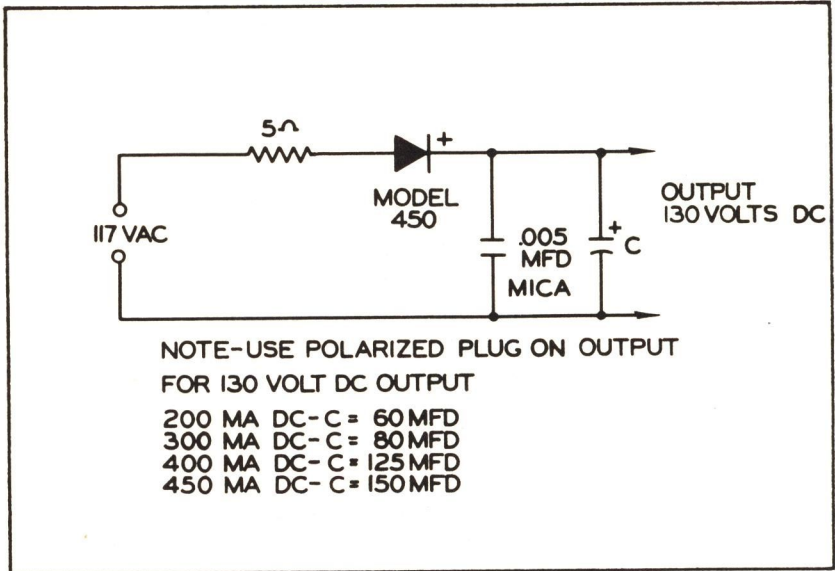 5Ω
+
MODEL
450
117 VAC
.005
MFD
MICA
+
C
OUTPUT
130 VOLTS DC
NOTE-USE POLARIZED PLUG ON OUTPUT
FOR 130 VOLT DC OUTPUT
200 MA DC-C = 60 MFD
300 MA DC-C = 80 MFD
400 MA DC-C = 125 MFD
450 MA DC-C = 150 MFD